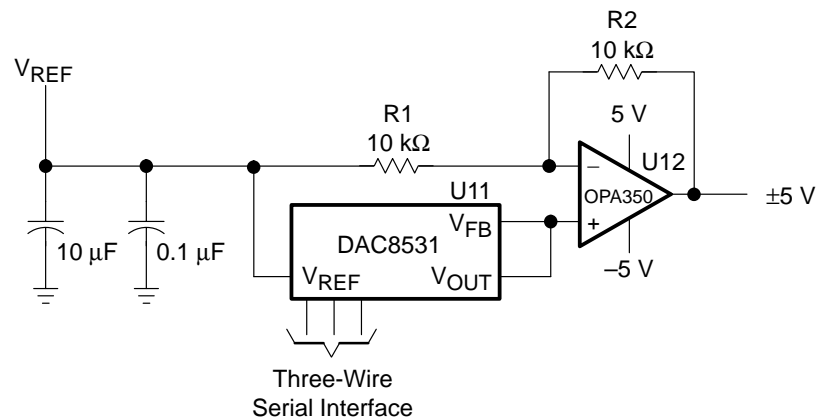 R2
10 kΩ
VREF
R1
10 kΩ
5 V
U12
–
OPA350
+
±5 V
–5 V
U11
10 µF
0.1 µF
VFB
DAC8531
VREF
VOUT
Three-Wire
Serial Interface